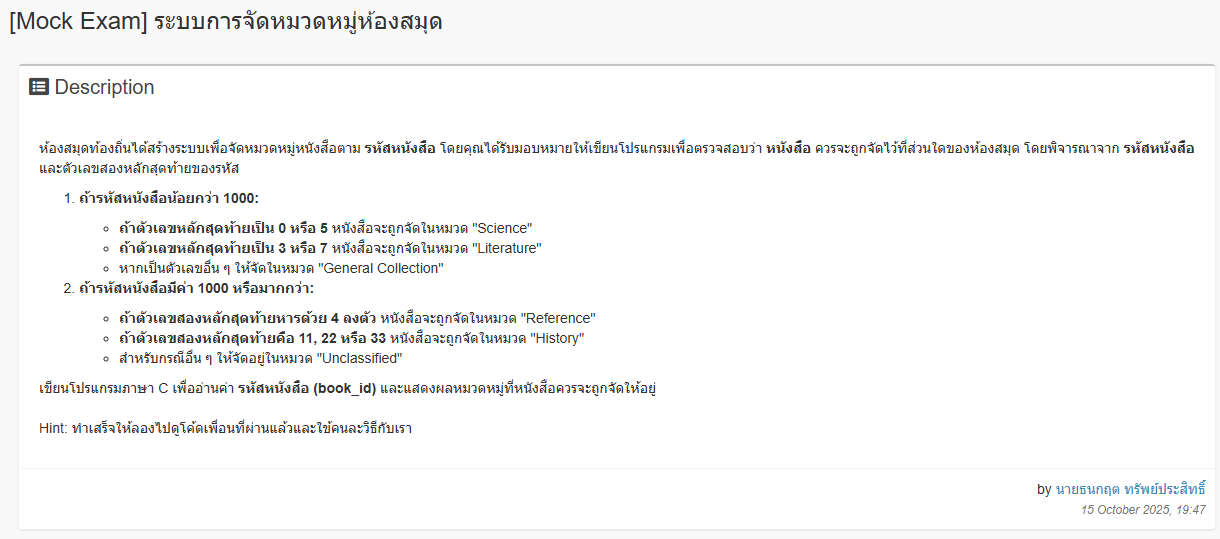 [Mock Exam] ระบบการจัดหมวดหมู่ห้องสมุด
Description
ห้องสมุดท้องถิ่นได้สร้างระบบเพื่อจัดหมวดหมู่หนังสือตาม รหัสหนังสือ โดยคุณได้รับมอบหมายให้เขียนโปรแกรมเพื่อตรวจสอบว่า หนังสือ ควรจะถูกจัดไว้ที่ส่วนใดของห้องสมุด โดยพิจารณาจาก รหัสหนังสือ
และตัวเลขสองหลักสุดท้ายของรหัส
1. ถ้ารหัสหนังสือน้อยกว่า 1000:
◦ ถ้าตัวเลขหลักสุดท้ายเป็น 0 หรือ 5 หนังสือจะถูกจัดในหมวด "Science"
◦ ถ้าตัวเลขหลักสุดท้ายเป็น 3 หรือ 7 หนังสือจะถูกจัดในหมวด "Literature"
◦ หากเป็นตัวเลขอื่น ๆ ให้จัดในหมวด "General Collection"
2. ถ้ารหัสหนังสือมีค่า 1000 หรือมากกว่า:
◦ ถ้าตัวเลขสองหลักสุดท้ายหารด้วย 4 ลงตัว หนังสือจะถูกจัดในหมวด "Reference"
◦ ถ้าตัวเลขสองหลักสุดท้ายคือ 11, 22 หรือ 33 หนังสือจะถูกจัดในหมวด "History"
◦ สำหรับกรณีอื่น ๆ ให้จัดอยู่ในหมวด "Unclassified"
เขียนโปรแกรมภาษา C เพื่ออ่านค่า รหัสหนังสือ (book_id) และแสดงผลหมวดหมู่ที่หนังสือควรจะถูกจัดให้อยู่
Hint: ทำเสร็จให้ลองไปดูโค้ดเพื่อนที่ผ่านแล้วและใช้คนละวิธีกับเรา
by นายธนกฤต ทรัพย์ประสิทธิ์
15 October 2025, 19:47